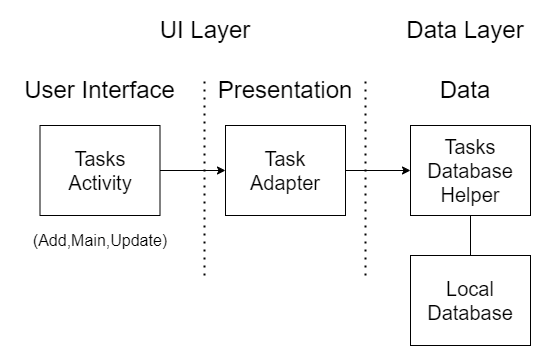 UI Layer
Data Layer
User Interface
Presentation
Data
Tasks
Activity
Task
Adapter
Tasks
Database
Helper
(Add,Main,Update)
Local
Database